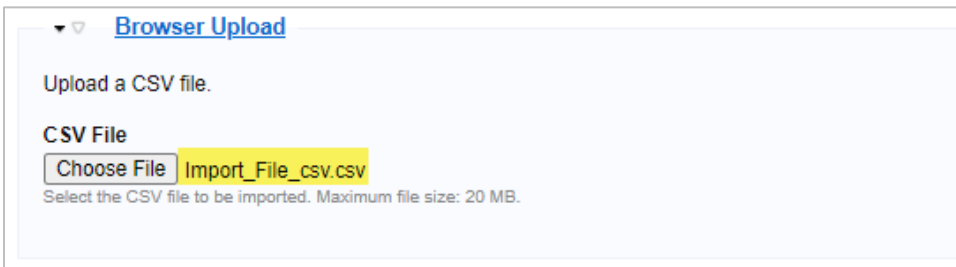 Browser Upload
Upload a CSV file.
CSV File
Choose File Import_File_csv.csv
Select the CSV file to be imported. Maximum file size: 20 MB.